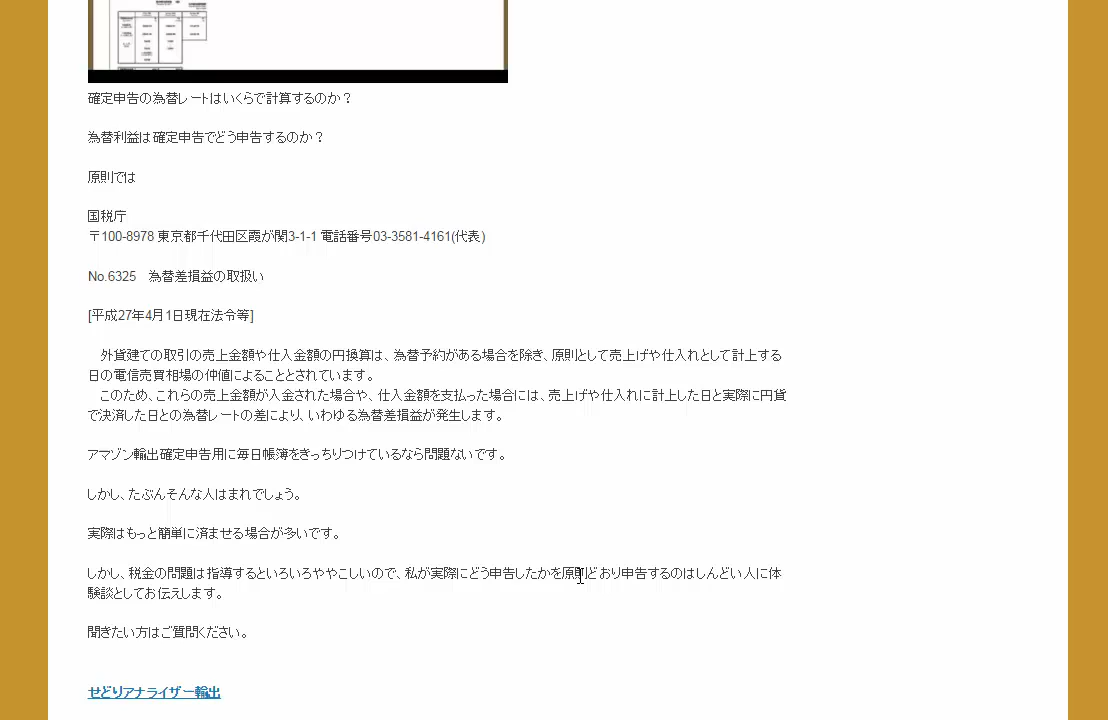 確定申告の為替レートはいくらで計算するのか？
為替利益は確定申告でどう申告するのか？
原則では
国税庁
〒100-8978 東京都千代田区霞が関3-1-1 電話番号03-3581-4161(代表)
No.6325　為替差損益の取扱い
[平成27年4月1日現在法令等]
　外貨建ての取引の売上金額や仕入金額の円換算は、為替予約がある場合を除き、原則として売上げや仕入れとして計上する
日の電信売買相場の仲値によることとされています。
　このため、これらの売上金額が入金された場合や、仕入金額を支払った場合には、売上げや仕入れに計上した日と実際に円貨
で決済した日との為替レートの差により、いわゆる為替差損益が発生します。
アマゾン輸出確定申告用に毎日帳簿をきっちりつけているなら問題ないです。
しかし、たぶんそんな人はまれでしょう。
実際はもっと簡単に済ませる場合が多いです。
しかし、税金の問題は指導するといろいろややこしいので、私が実際にどう申告したかを原則どおり申告するのはしんどい人に体
験談としてお伝えします。
聞きたい方はご質問ください。
せどりアナライザー輸出